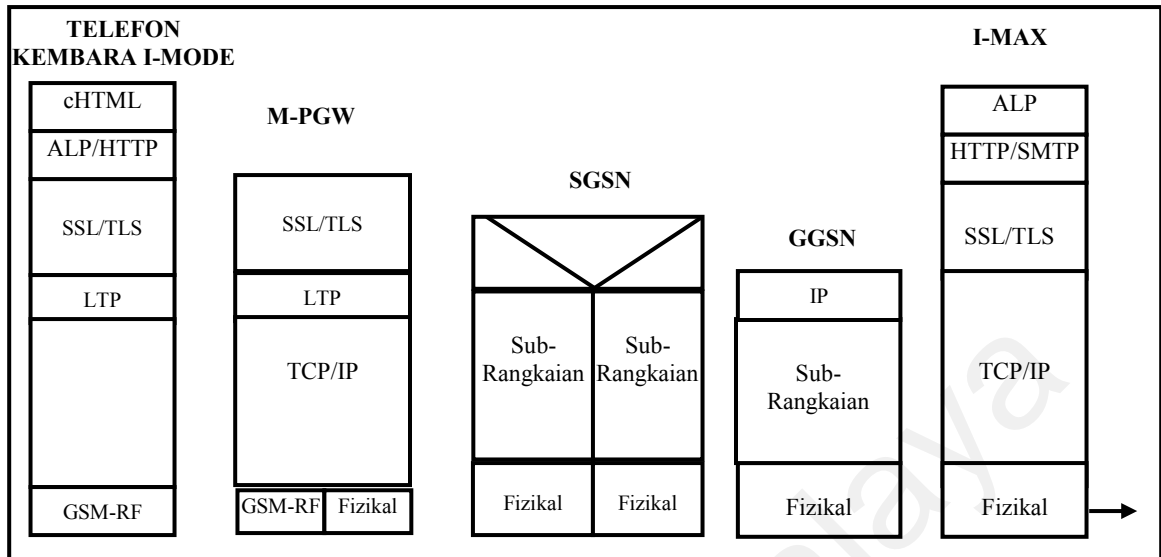 TELEFON
KEMBARA I-MODE
cHTML
ALP/HTTP
SSL/TLS
LTP
GSM-RF
M-PGW
SSL/TLS
LTP
TCP/IP
GSM-RF
Fizikal
SGSN
Sub-
Rangkaian
Sub-
Rangkaian
Fizikal
Fizikal
GGSN
IP
Sub-
Rangkaian
Fizikal
I-MAX
ALP
HTTP/SMTP
SSL/TLS
TCP/IP
Fizikal
laya